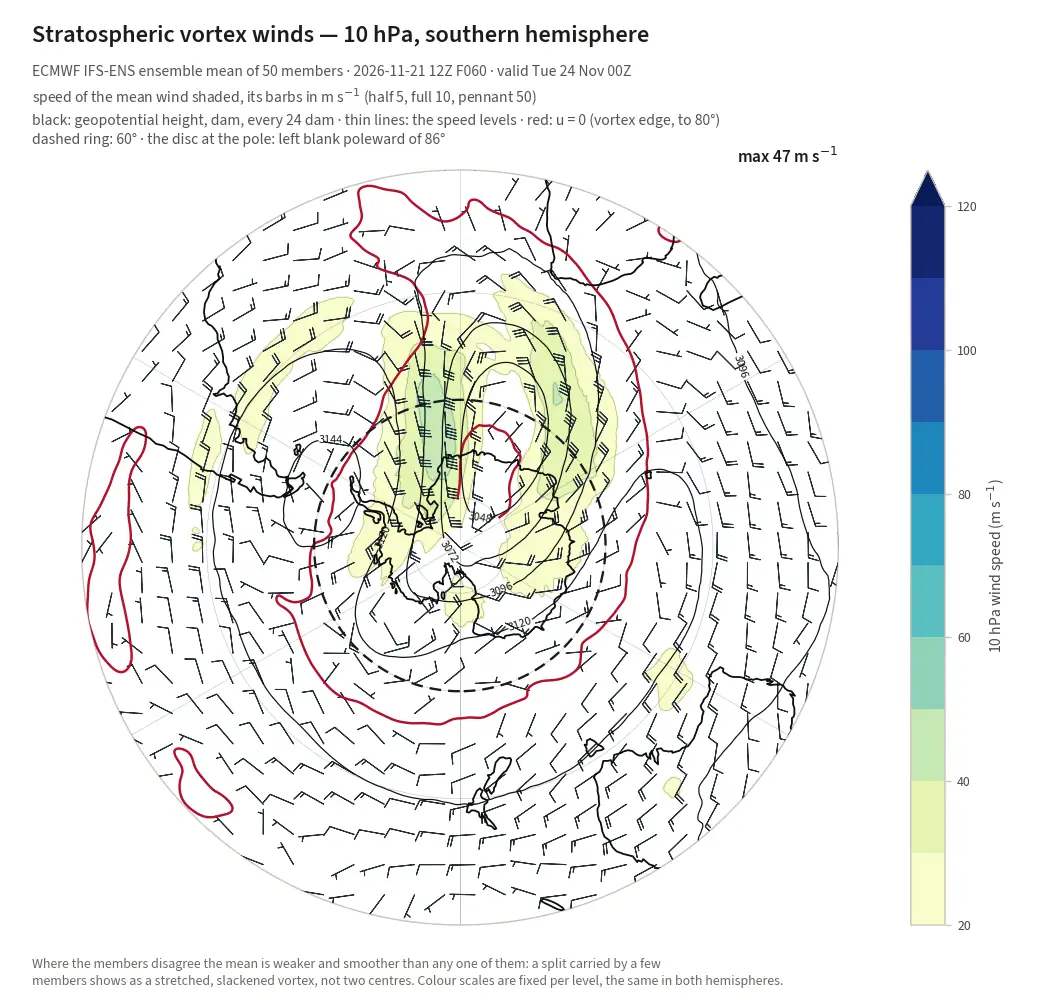 Stratospheric vortex winds — 10 hPa, southern hemisphere
ECMWF IFS-ENS ensemble mean of 50 members · 2026-11-21 12Z F060 · valid Tue 24 Nov 00Z
speed of the mean wind shaded, its barbs in m s⁻¹ (half 5, full 10, pennant 50)
black: geopotential height, dam, every 24 dam · thin lines: the speed levels · red: u = 0 (vortex edge, to 80°)
dashed ring: 60° · the disc at the pole: left blank poleward of 86°
max 47 m s⁻¹
120
100
80
60
40
20
10 hPa wind speed (m s⁻¹)
3096
3144
3048
3072
3120
3096
3120
Where the members disagree the mean is weaker and smoother than any one of them: a split carried by a few
members shows as a stretched, slackened vortex, not two centres. Colour scales are fixed per level, the same in both hemispheres.